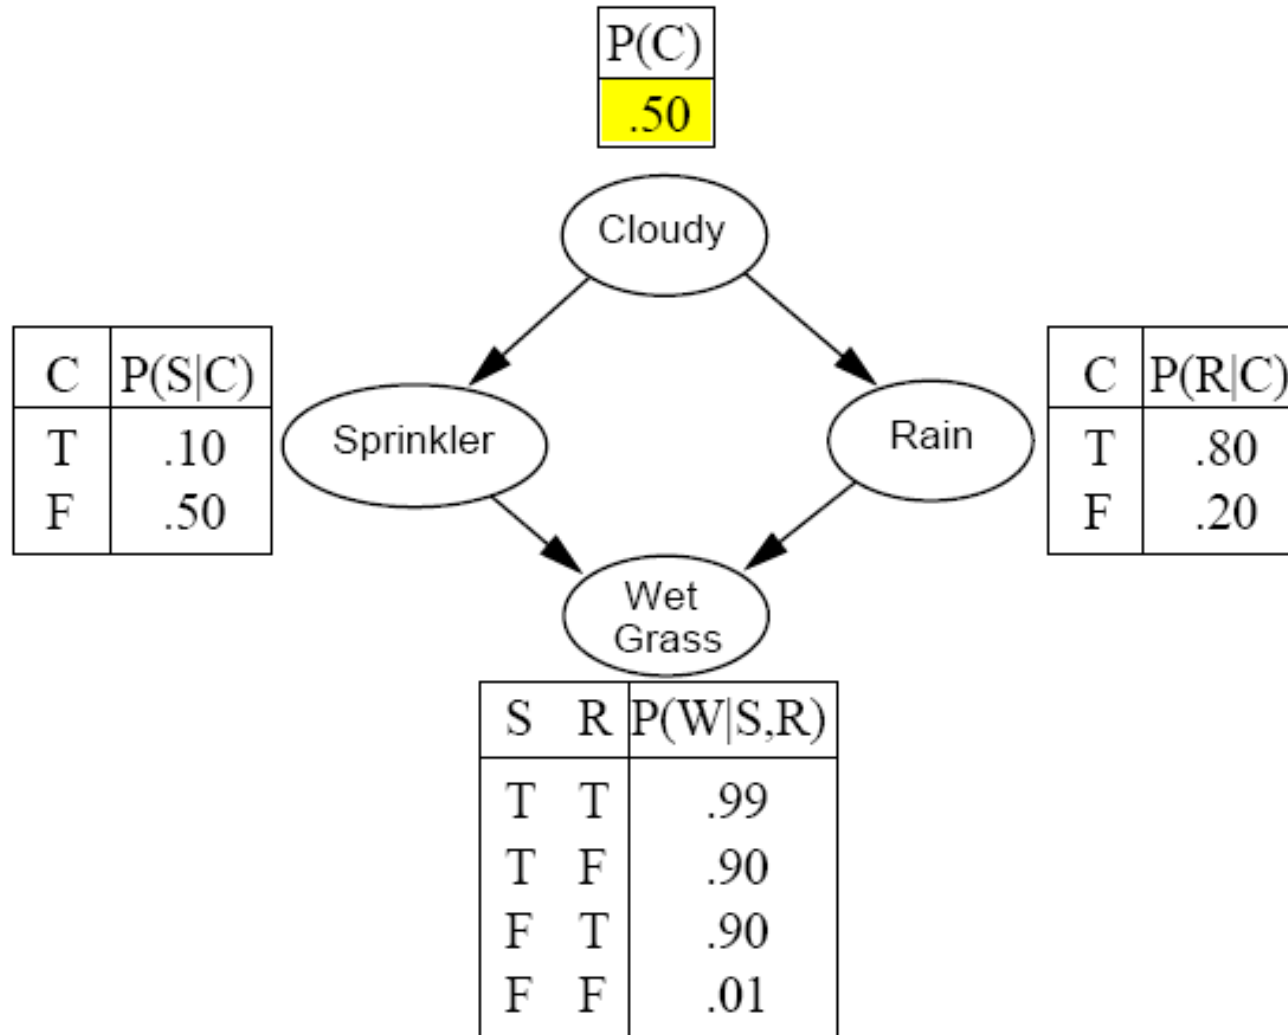 P(C)
.50
Cloudy
C P(S|C)
T .10
F .50
Sprinkler
Rain
C P(R|C)
T .80
F .20
Wet
Grass
S R P(W|S,R)
T T .99
T F .90
F T .90
F F .01